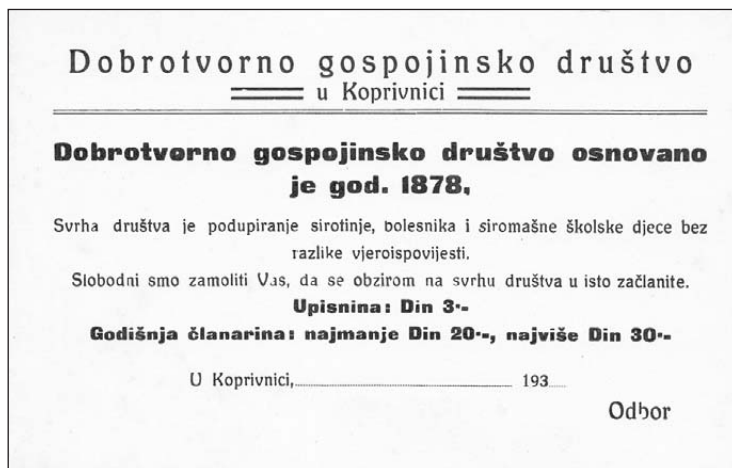 Dobrotvorno gospojinsko društvo
u Koprivnici
Dobrotvorno gospojinsko društvo osnovano
je god. 1878,
Svrha društva je podupiranje sirotinje, bolesnika i siromašne školske djece bez
razlike vjeroispovijesti.
Slobodni smo zamoliti Vas, da se obzirom na svrhu društva u isto začlanite.
Upisnina: Din 3·-
Godišnja članarina: najmanje Din 20·-, najviše Din 30·-
U Koprivnici, 193
Odbor